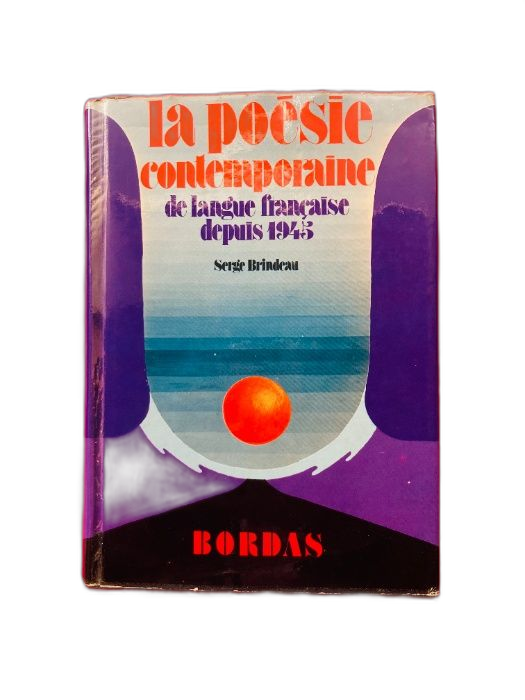 la poésie
contemporaine
de langue française
depuis 1945
Serge Brindeau
BORDAS